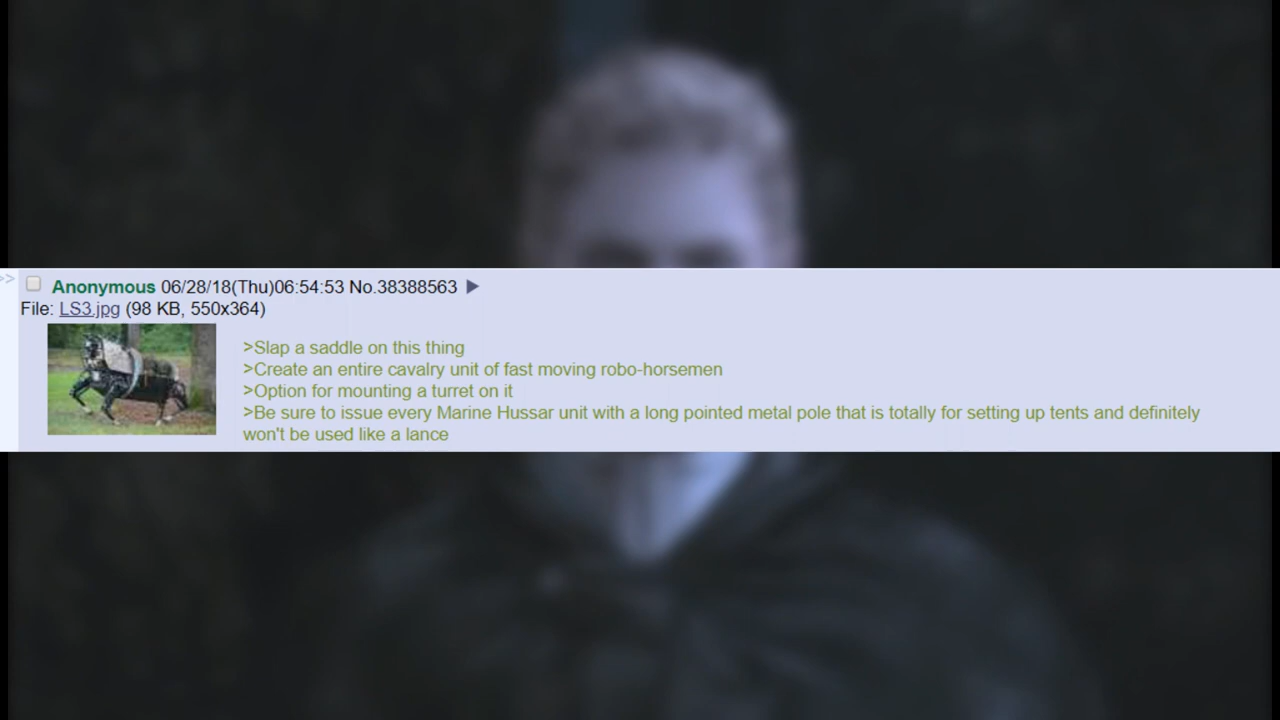 >>
Anonymous 06/28/18(Thu)06:54:53 No.38388563 ▶
File: LS3.jpg (98 KB, 550x364)
>Slap a saddle on this thing
>Create an entire cavalry unit of fast moving robo-horsemen
>Option for mounting a turret on it
>Be sure to issue every Marine Hussar unit with a long pointed metal pole that is totally for setting up tents and definitely
won't be used like a lance